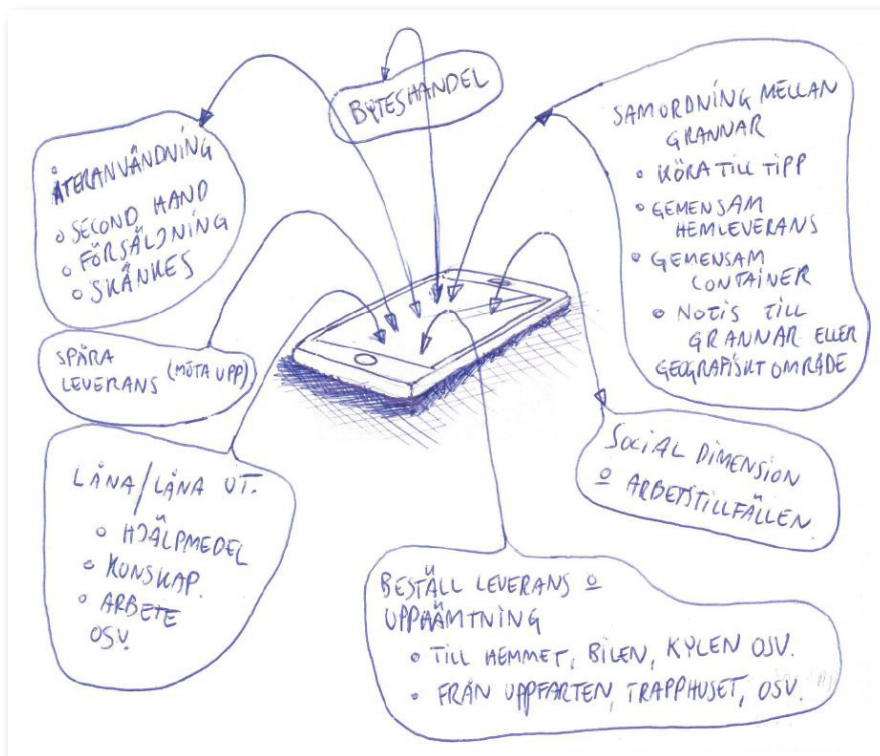 BYTESHANDEL
ÅTERANVÄNDNING
o SECOND HAND
o FÖRSÄLJNING
o SKÄNKES
SPÅRA
LEVERANS (MÖTA UPP)
LÅNA/LÅNA UT.
o HJÄLPMEDEL
o KUNSKAP.
o ARBETE
OSV.
SAMORDNING MELLAN
GRANNAR
o KÖRA TILL TIPP
o GEMENSAM
HEMLEVERANS
o GEMENSAM
CONTAINER
o NOTIS TILL
GRANNAR ELLER
GEOGRAFISKT OMRÅDE
SOCIAL DIMENSION
o ARBETSTILLFÄLLEN.
BESTÄLL LEVERANS o
UPPHÄMTNING
o TILL HEMMET, BILEN, KYLEN OSV.
o FRÅN UPPFARTEN, TRAPPHUSET, OSV.